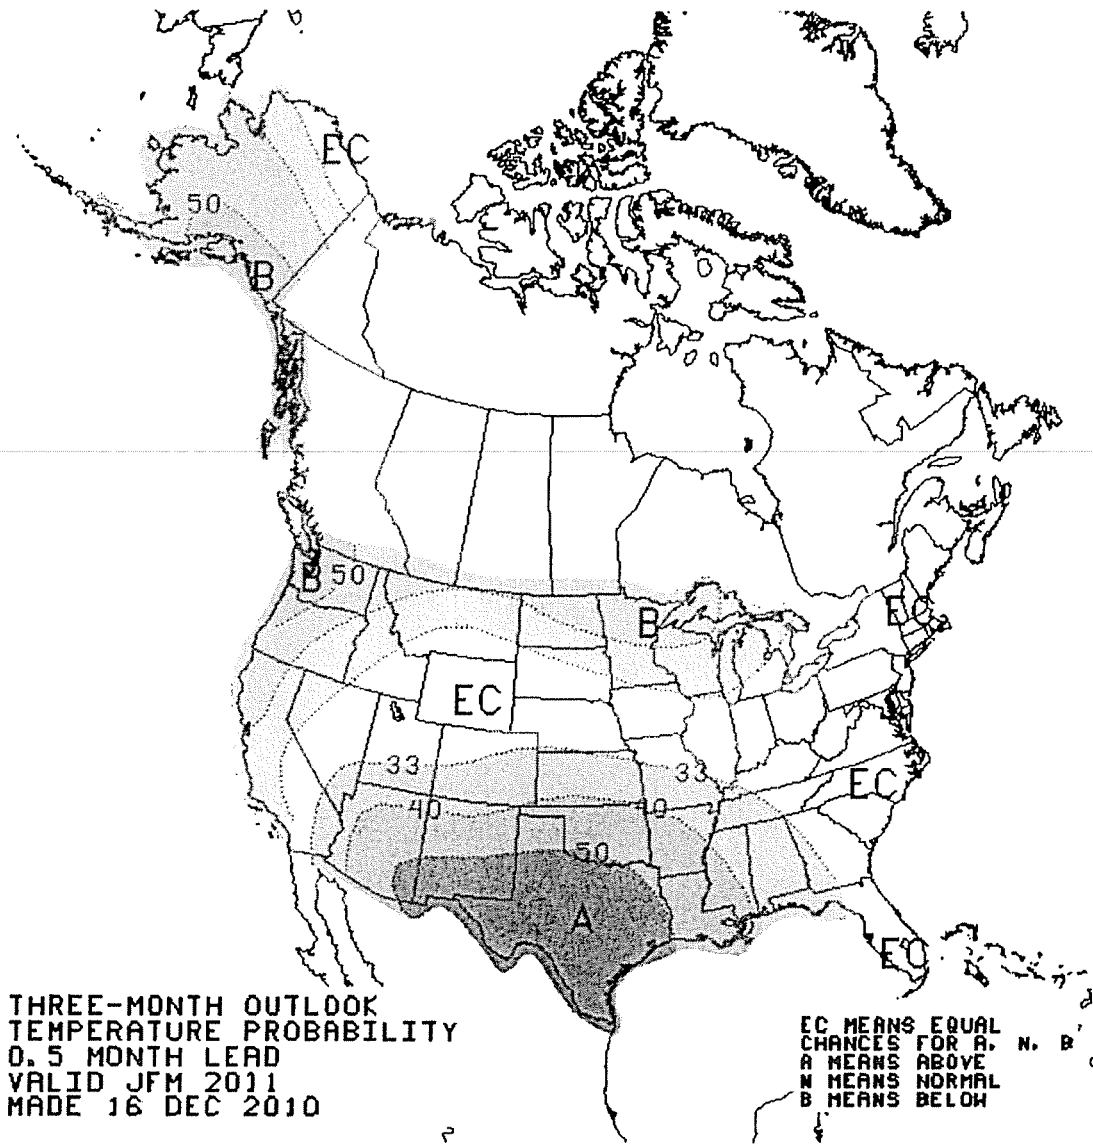 EC
50
B
B 50
B
EC
EC
33
33
EC
40
40
50
A
EC
THREE-MONTH OUTLOOK
TEMPERATURE PROBABILITY
0.5 MONTH LEAD
VALID JFM 2011
MADE 16 DEC 2010
EC MEANS EQUAL
CHANCES FOR A, N, B
A MEANS ABOVE
N MEANS NORMAL
B MEANS BELOW